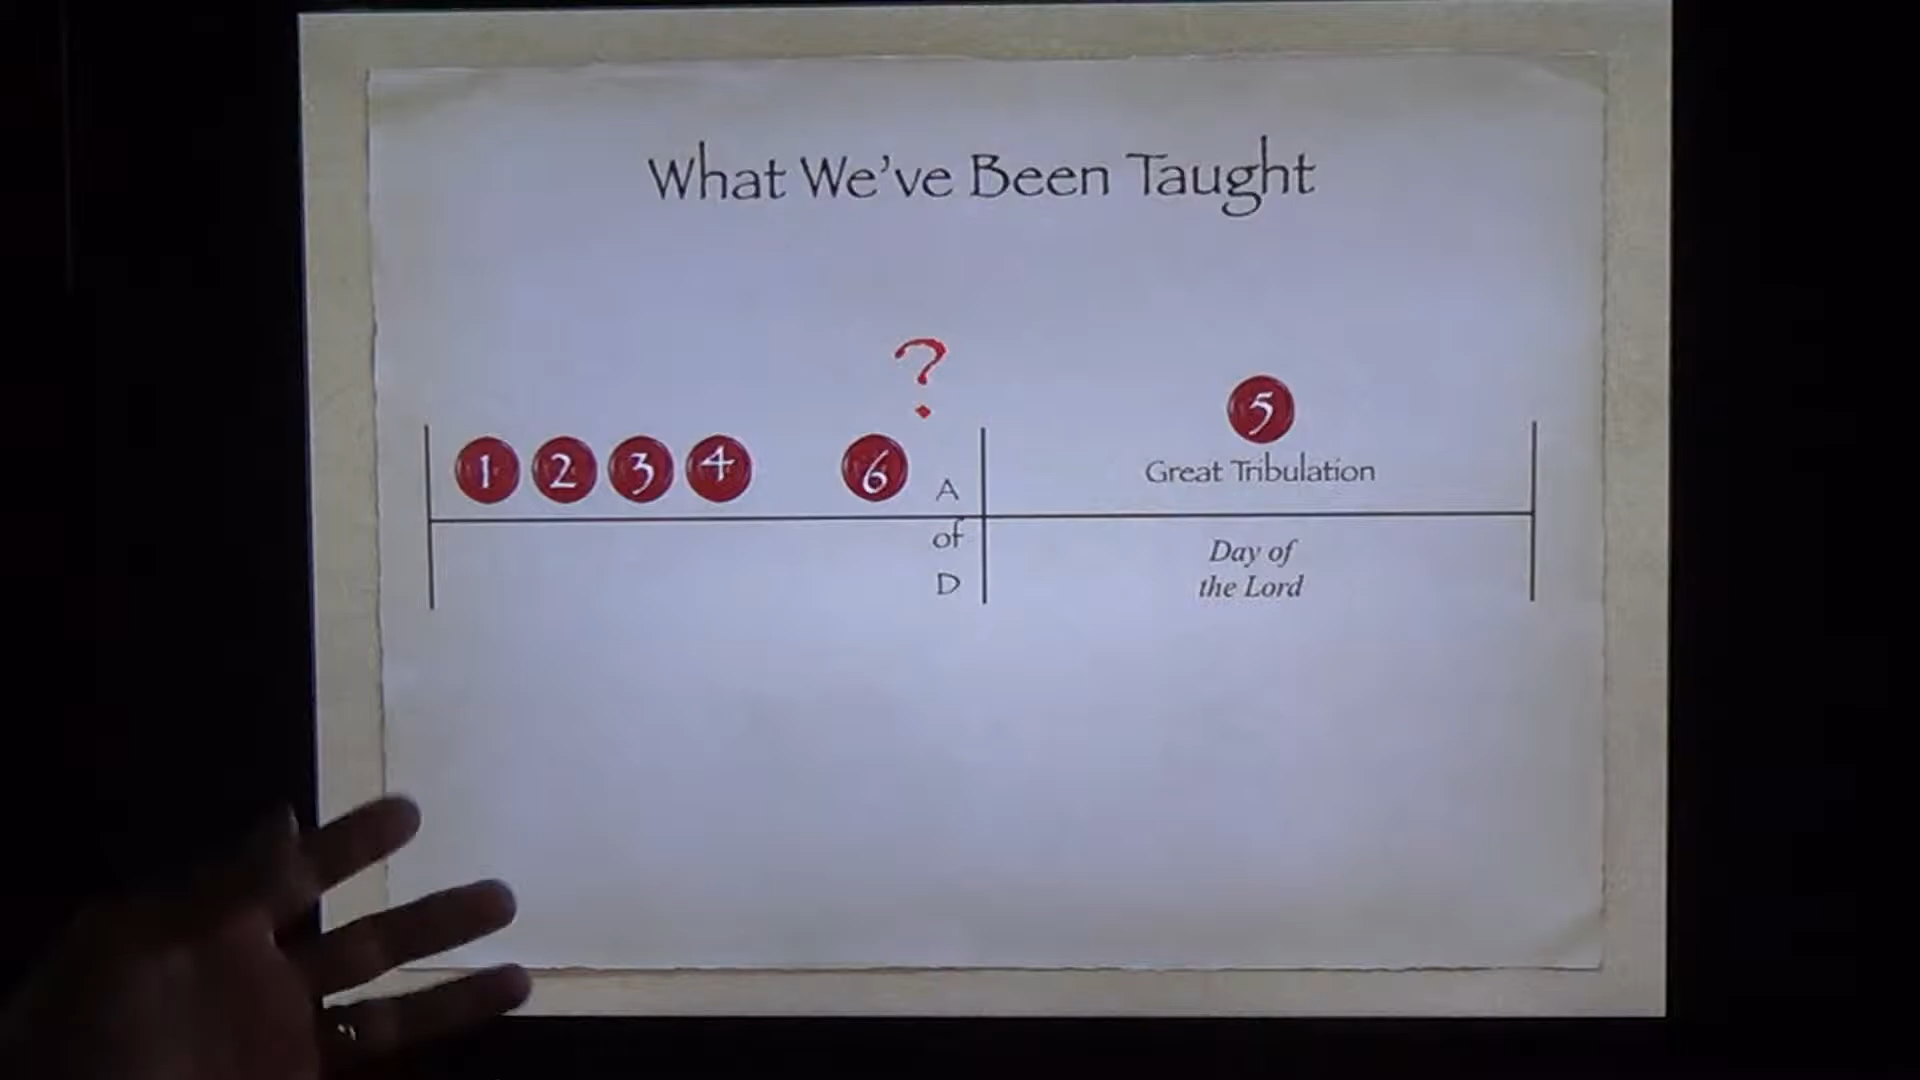 What We've Been Taught
?
5
1 2 3 4 6
Great Tribulation
A
of
D
Day of
the Lord